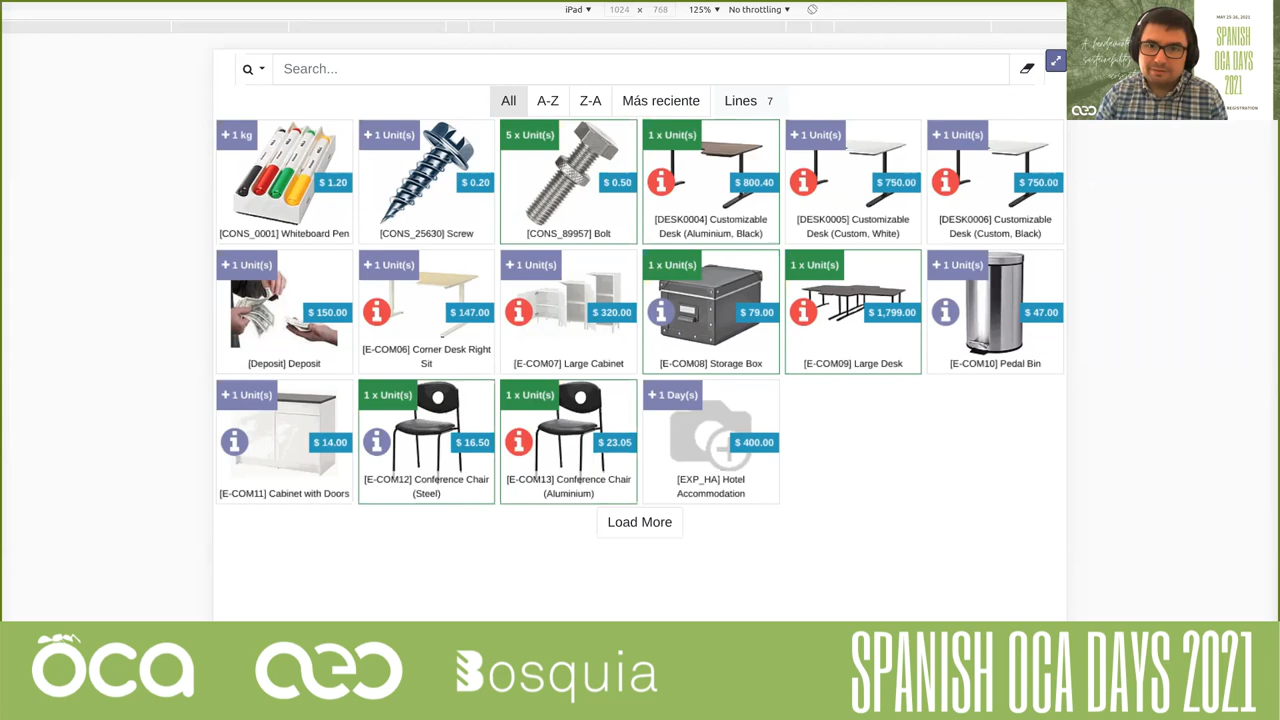 iPad ▼ 1024 × 768 125% ▼ No throttling ▼
MAY 25-26, 2021
SPANISH
OCA DAYS
2021
REGISTRATION
Search...
All A-Z Z-A Más reciente Lines 7
+ 1 kg
$ 1.20
[CONS_0001] Whiteboard Pen
+ 1 Unit(s)
$ 0.20
[CONS_25630] Screw
5 x Unit(s)
$ 0.50
[CONS_89957] Bolt
1 x Unit(s)
$ 800.40
[DESK0004] Customizable
Desk (Aluminium, Black)
+ 1 Unit(s)
$ 750.00
[DESK0005] Customizable
Desk (Custom, White)
+ 1 Unit(s)
$ 750.00
[DESK0006] Customizable
Desk (Custom, Black)
+ 1 Unit(s)
$ 150.00
[Deposit] Deposit
+ 1 Unit(s)
$ 147.00
[E-COM06] Corner Desk Right
Sit
+ 1 Unit(s)
$ 320.00
[E-COM07] Large Cabinet
1 x Unit(s)
$ 79.00
[E-COM08] Storage Box
1 x Unit(s)
$ 1,799.00
[E-COM09] Large Desk
+ 1 Unit(s)
$ 47.00
[E-COM10] Pedal Bin
+ 1 Unit(s)
$ 14.00
[E-COM11] Cabinet with Doors
1 x Unit(s)
$ 16.50
[E-COM12] Conference Chair
(Steel)
1 x Unit(s)
$ 23.05
[E-COM13] Conference Chair
(Aluminium)
+ 1 Day(s)
$ 400.00
[EXP_HA] Hotel
Accommodation
Load More
oca aeo Bosquia SPANISH OCA DAYS 2021